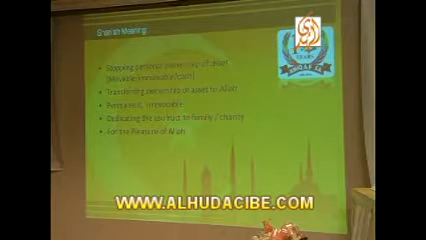 Shariah Meaning:
Stopping personal ownership of asset
(Movable/Immovable/cash)
Transferring ownership of asset to Allah
Permanent, Irrevocable
Dedicating the usufruct to family / charity
For the Pleasure of Allah
YEARS
WWW.ALHUDACIBE.COM